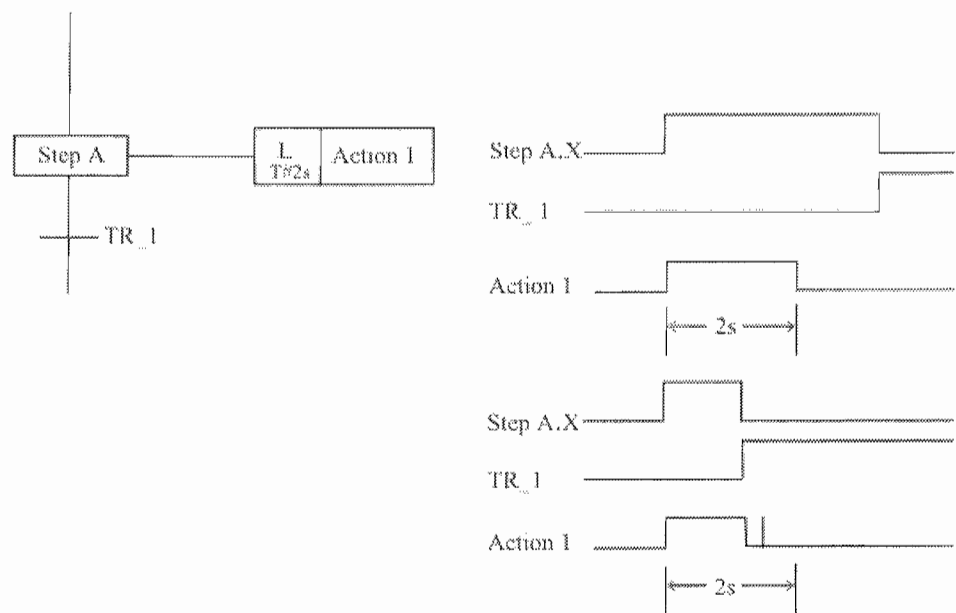 Step A
L
T#2s
Action 1
TR_1
Step A.X
TR_1
Action 1
2s
Step A.X
TR_1
Action 1
2s